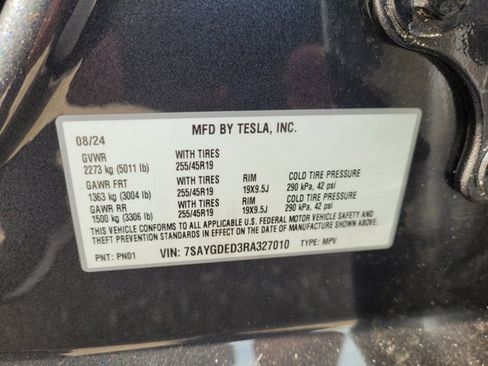 MFD BY TESLA, INC.
08/24
GVWR WITH TIRES
2273 kg (5011 lb) 255/45R19
GAWR FRT WITH TIRES RIM COLD TIRE PRESSURE
1363 kg (3004 lb) 255/45R19 19X9.5J 290 kPa, 42 psi
GAWR RR WITH TIRES RIM COLD TIRE PRESSURE
1500 kg (3306 lb) 255/45R19 19X9.5J 290 kPa, 42 psi
THIS VEHICLE CONFORMS TO ALL APPLICABLE U.S. FEDERAL MOTOR VEHICLE SAFETY AND
THEFT PREVENTION STANDARDS IN EFFECT ON THE DATE OF MANUFACTURE SHOWN ABOVE.
PNT: PN01 VIN: 7SAYGDED3RA327010 TYPE: MPV